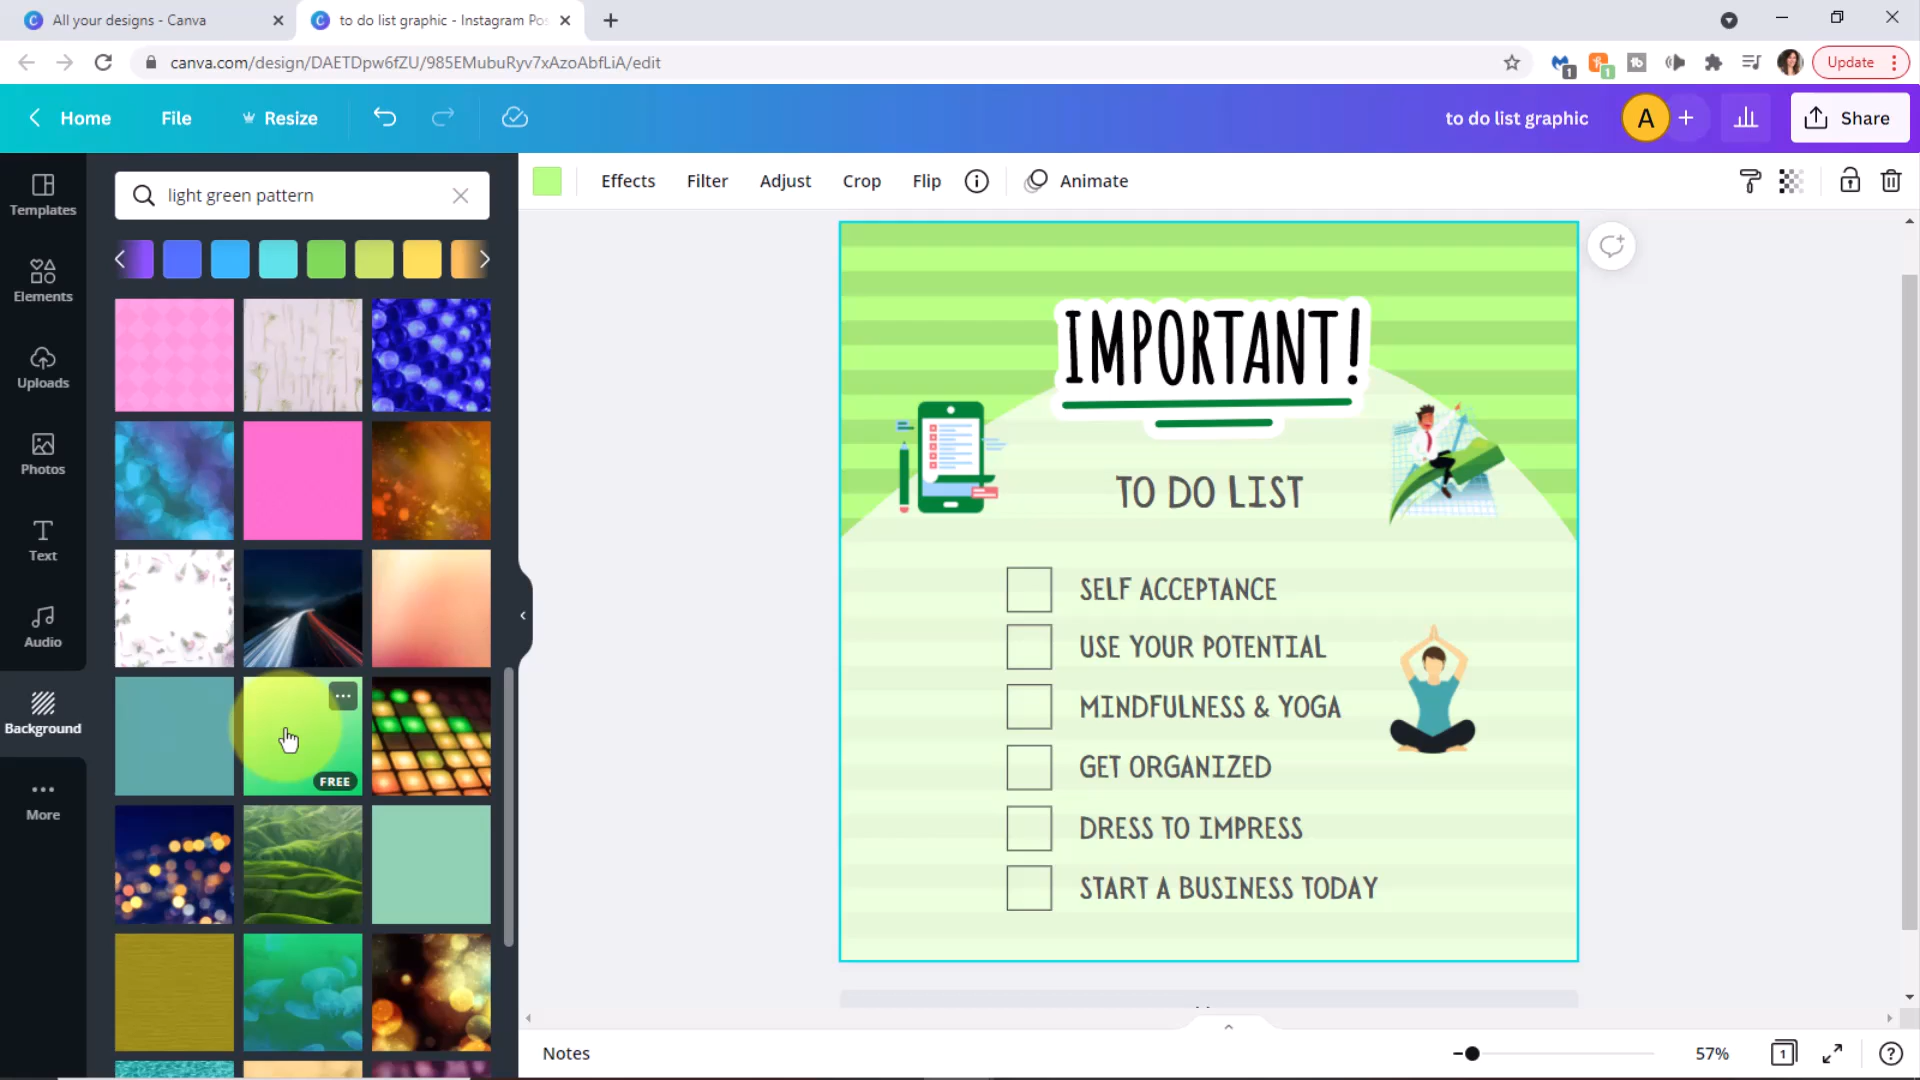 All your designs - Canva
to do list graphic - Instagram Pos
canva.com/design/DAETDpw6fZU/985EMubuRyv7xAzoAbfLiA/edit
1
1
Update
Home
File
Resize
to do list graphic
A
Share
Templates
Elements
Uploads
Photos
Text
Audio
Background
More
light green pattern
FREE
Effects
Filter
Adjust
Crop
Flip
Animate
IMPORTANT!
TO DO LIST
SELF ACCEPTANCE
USE YOUR POTENTIAL
MINDFULNESS & YOGA
GET ORGANIZED
DRESS TO IMPRESS
START A BUSINESS TODAY
Notes
57%
1